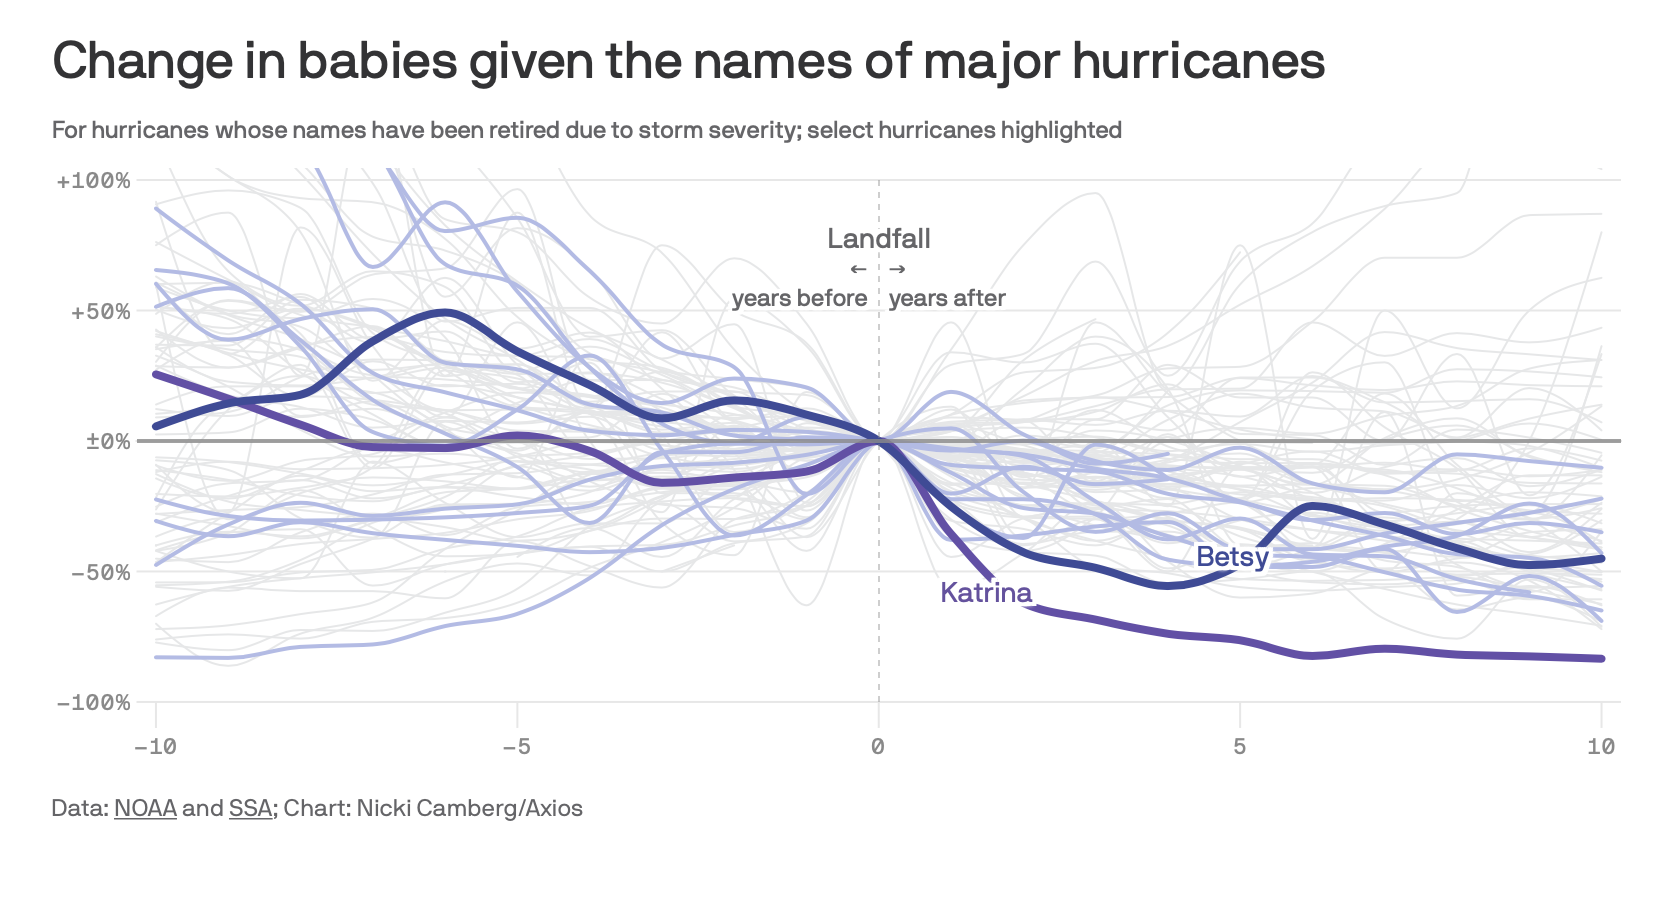 Change in babies given the names of major hurricanes
For hurricanes whose names have been retired due to storm severity; select hurricanes highlighted
+100%
Landfall
← →
years before years after
+50%
±0%
Betsy
-50%
Katrina
-100%
-10 -5 0 5 10
Data: NOAA and SSA; Chart: Nicki Camberg/Axios